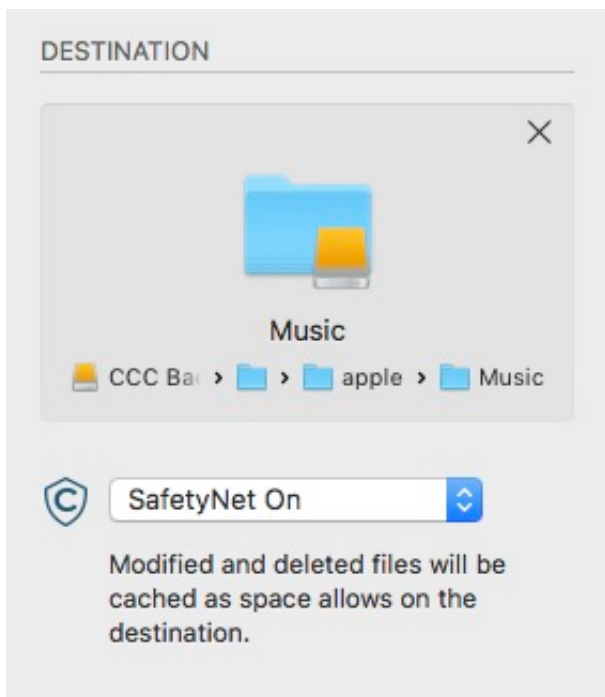 DESTINATION
Music
CCC Ba › › apple › Music
SafetyNet On
Modified and deleted files will be
cached as space allows on the
destination.